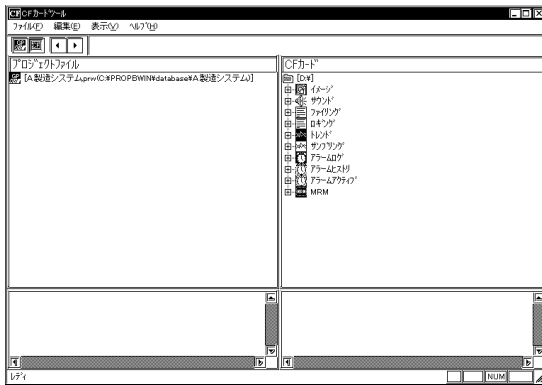 CF CFｶｰﾄﾞﾂｰﾙ
ﾌｧｲﾙ(F) 編集(E) 表示(V) ﾍﾙﾌﾟ(H)
ﾌﾟﾛｼﾞｪｸﾄﾌｧｲﾙ
[A製造システム.prw(C:¥PROPBWIN¥database¥A製造システム)]
CFｶｰﾄﾞ
[D:¥]
ｲﾒｰｼﾞ
ｻｳﾝﾄﾞ
ﾌｧｲﾘﾝｸﾞ
ﾛｷﾞﾝｸﾞ
ﾄﾚﾝﾄﾞ
ｻﾝﾌﾟﾘﾝｸﾞ
ｱﾗｰﾑﾛｸﾞ
ｱﾗｰﾑﾋｽﾄﾘ
ｱﾗｰﾑｱｸﾃｨﾌﾞ
MRM
ﾚﾃﾞｨ
NUM